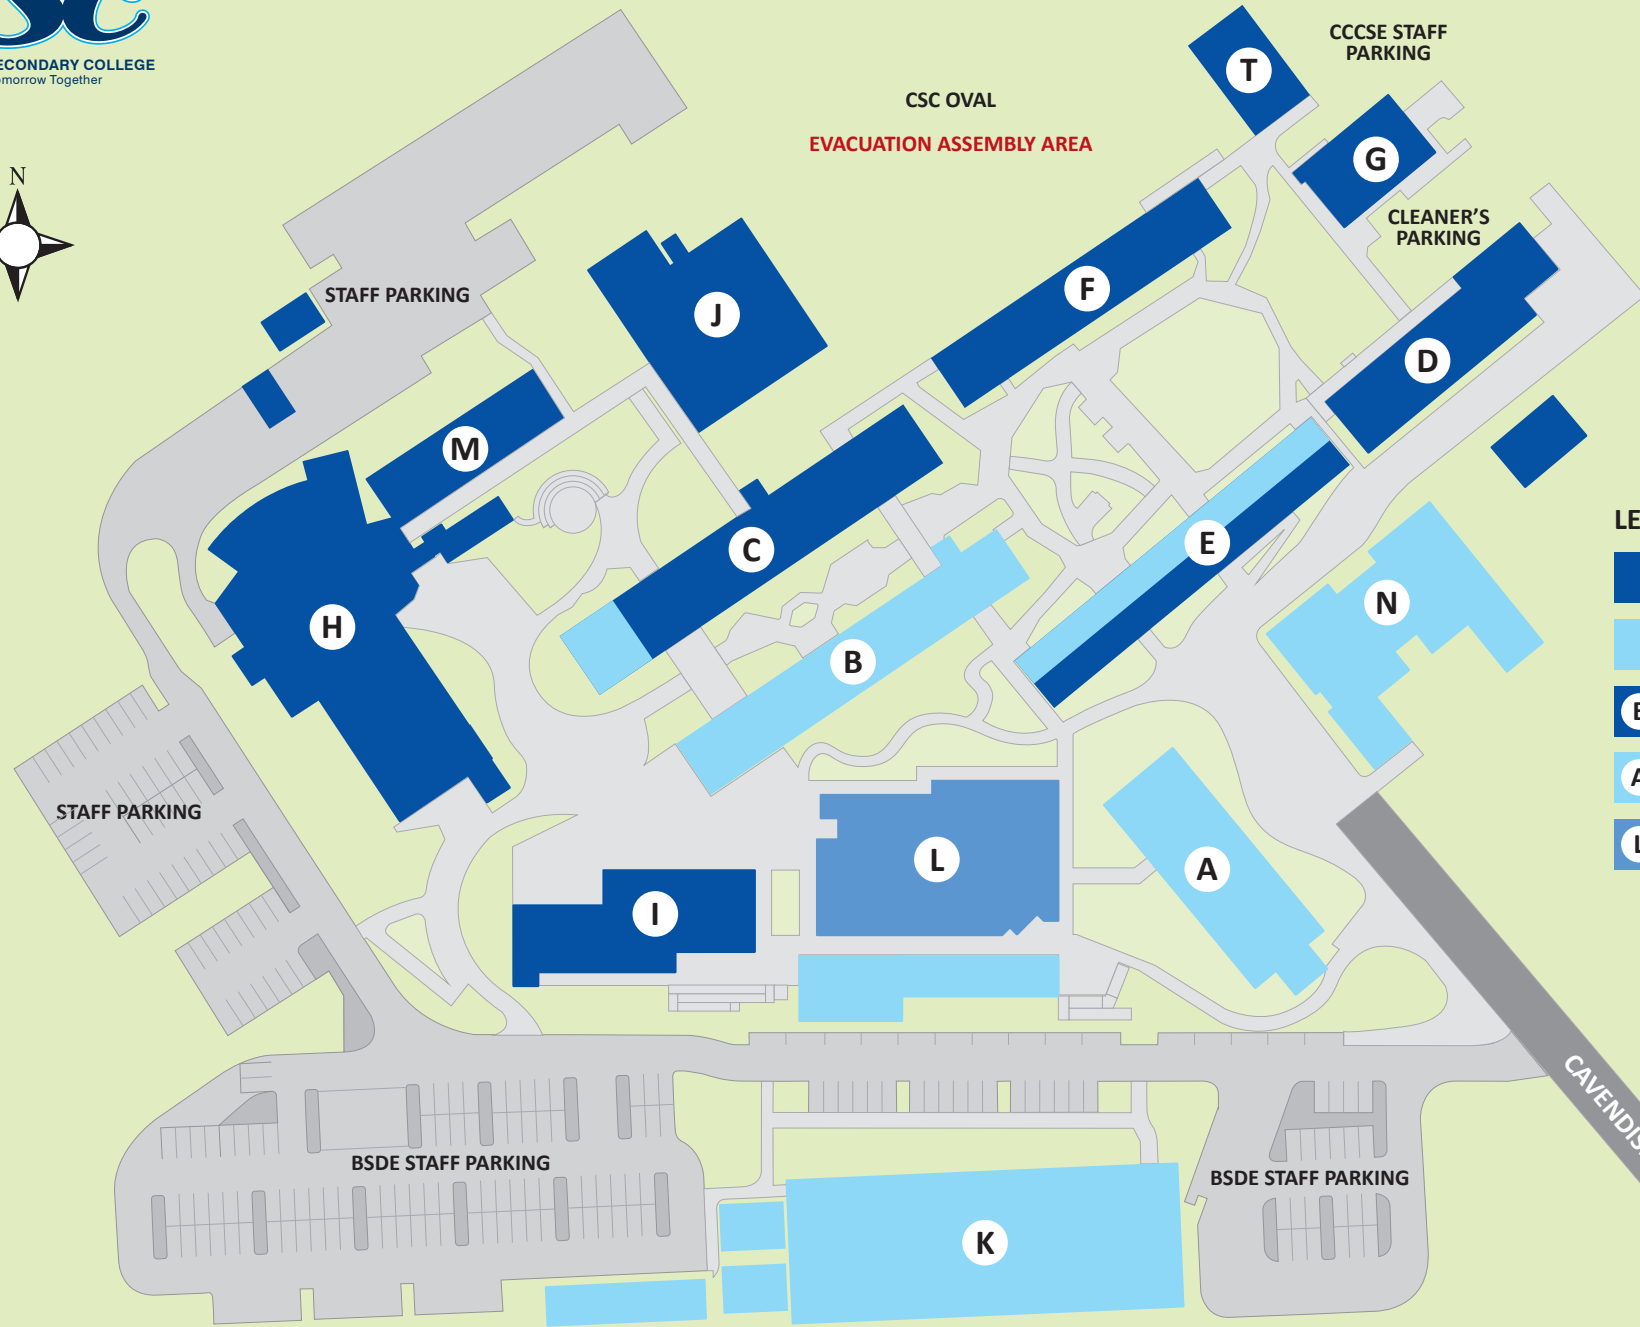 SC
ECONDARY COLLEGE
morrow Together
N
CCCSE STAFF
PARKING
T
CSC OVAL
EVACUATION ASSEMBLY AREA
G
CLEANER'S
PARKING
STAFF PARKING
J
F
D
M
LE
C
E
H
N
B
E
A
STAFF PARKING
L
A
L
I
CAVENDIS
BSDE STAFF PARKING
BSDE STAFF PARKING
K